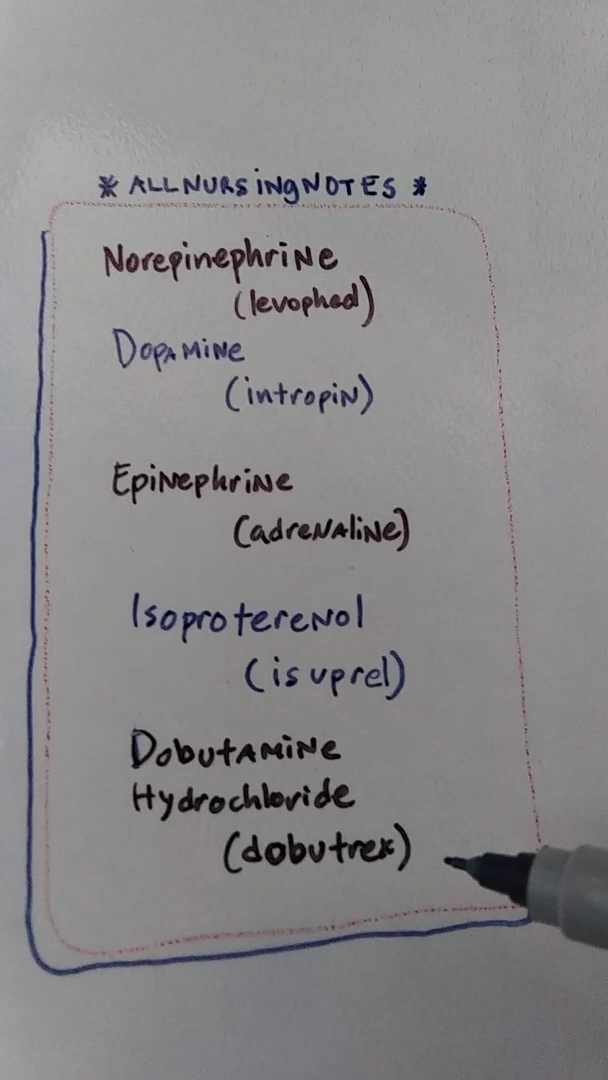 * ALLNURSINgNOTES *
NorepinephriNe
(levophed)
DopAMiNe
(intropiN)
EpiNephriNe
(adreNAliNe)
IsoprotereNol
(isuprel)
DobutAMiNe
Hydrochloride
(dobutrex)